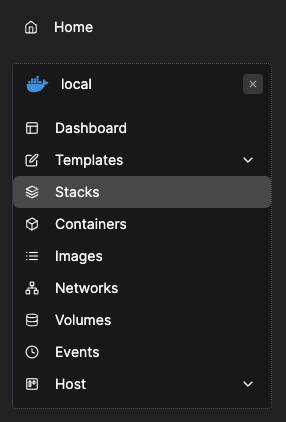 Home
local
Dashboard
Templates
Stacks
Containers
Images
Networks
Volumes
Events
Host